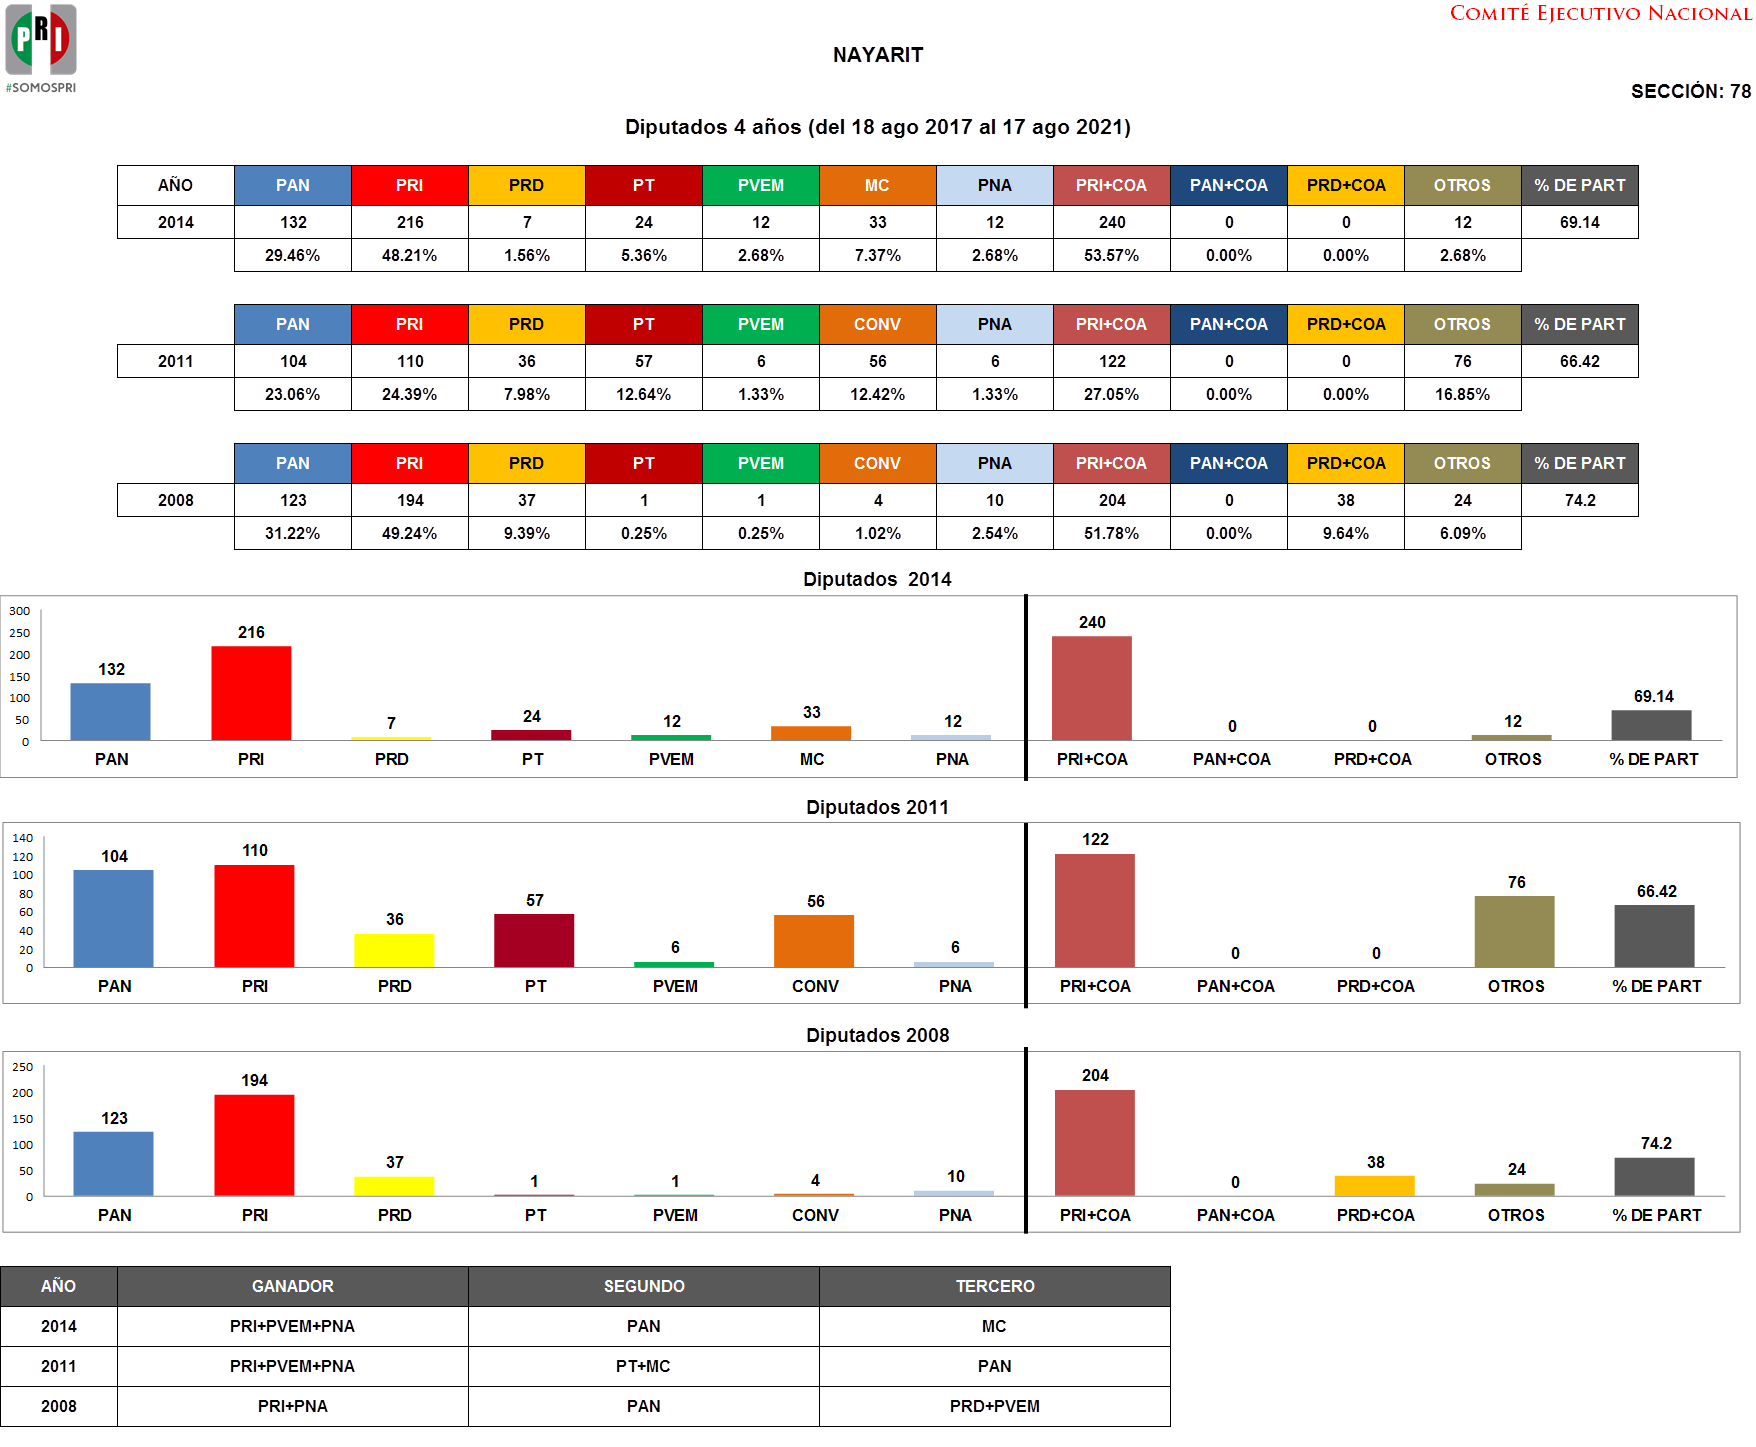 PRI
#SOMOSPRI
COMITÉ EJECUTIVO NACIONAL
NAYARIT
SECCIÓN: 78
Diputados 4 años (del 18 ago 2017 al 17 ago 2021)
AÑO PAN PRI PRD PT PVEM MC PNA PRI+COA PAN+COA PRD+COA OTROS % DE PART
2014 132 216 7 24 12 33 12 240 0 0 12 69.14
29.46% 48.21% 1.56% 5.36% 2.68% 7.37% 2.68% 53.57% 0.00% 0.00% 2.68%
PAN PRI PRD PT PVEM CONV PNA PRI+COA PAN+COA PRD+COA OTROS % DE PART
2011 104 110 36 57 6 56 6 122 0 0 76 66.42
23.06% 24.39% 7.98% 12.64% 1.33% 12.42% 1.33% 27.05% 0.00% 0.00% 16.85%
PAN PRI PRD PT PVEM CONV PNA PRI+COA PAN+COA PRD+COA OTROS % DE PART
2008 123 194 37 1 1 4 10 204 0 38 24 74.2
31.22% 49.24% 9.39% 0.25% 0.25% 1.02% 2.54% 51.78% 0.00% 9.64% 6.09%
Diputados 2014
300
250
200
150
100
50
0
132 216 7 24 12 33 12 240 0 0 12 69.14
PAN PRI PRD PT PVEM MC PNA PRI+COA PAN+COA PRD+COA OTROS % DE PART
Diputados 2011
140
120
100
80
60
40
20
0
104 110 36 57 6 56 6 122 0 0 76 66.42
PAN PRI PRD PT PVEM CONV PNA PRI+COA PAN+COA PRD+COA OTROS % DE PART
Diputados 2008
250
200
150
100
50
0
123 194 37 1 1 4 10 204 0 38 24 74.2
PAN PRI PRD PT PVEM CONV PNA PRI+COA PAN+COA PRD+COA OTROS % DE PART
AÑO GANADOR SEGUNDO TERCERO
2014 PRI+PVEM+PNA PAN MC
2011 PRI+PVEM+PNA PT+MC PAN
2008 PRI+PNA PAN PRD+PVEM